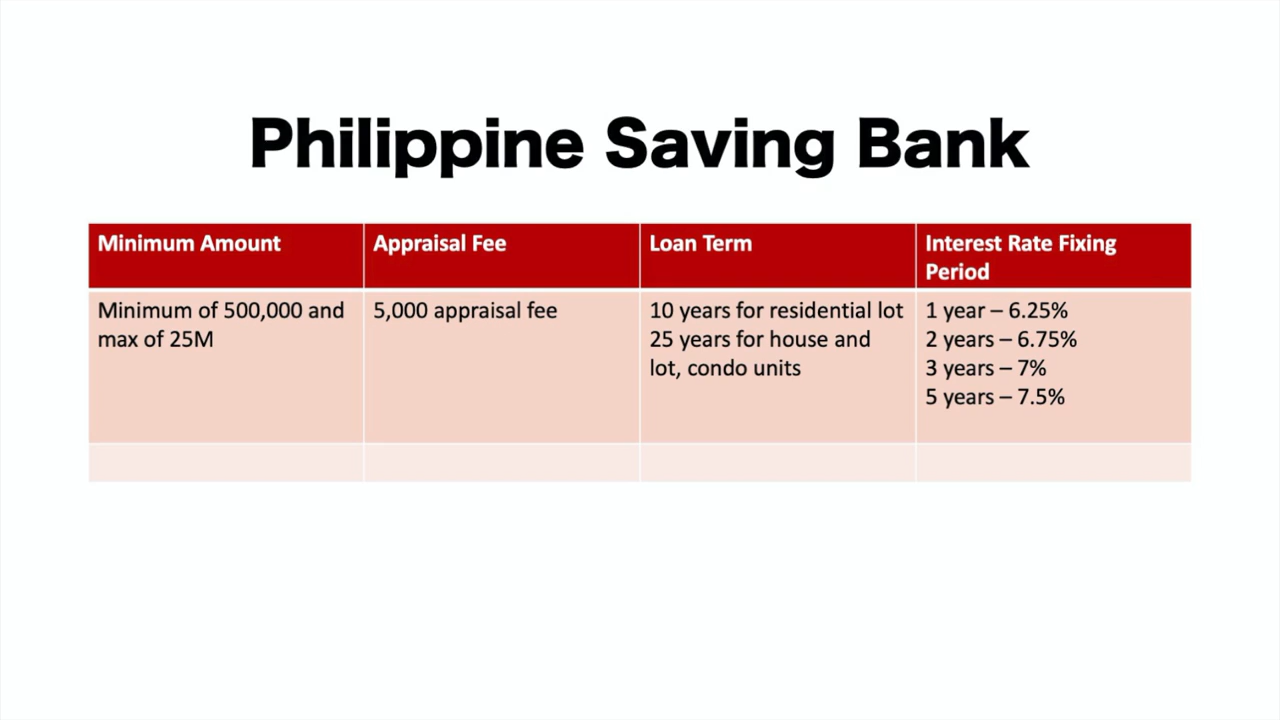 Philippine Saving Bank
Minimum Amount
Appraisal Fee
Loan Term
Interest Rate Fixing
Period
Minimum of 500,000 and
max of 25M
5,000 appraisal fee
10 years for residential lot
25 years for house and
lot, condo units
1 year – 6.25%
2 years – 6.75%
3 years – 7%
5 years – 7.5%